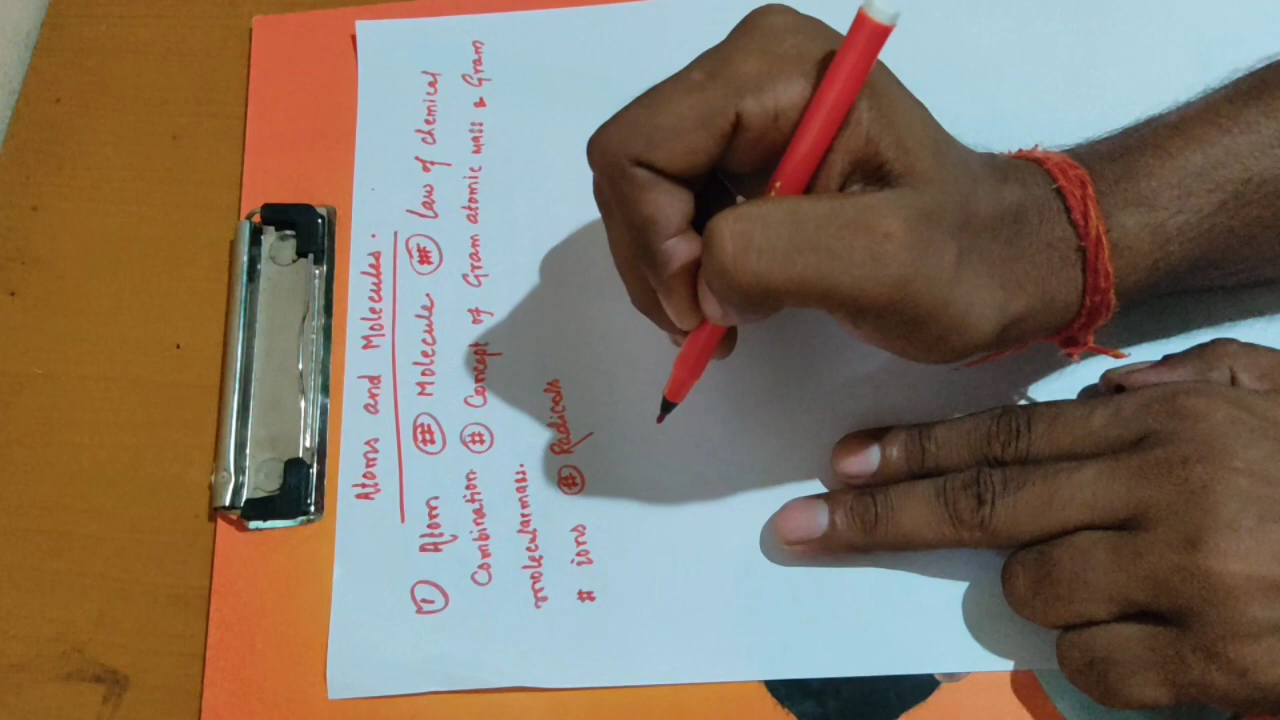 Atoms and Molecules.
① Atom # Molecule # Law of chemical
Combination # Concept of Gram atomic mass & Gram
molecularmass.
# ions # Radicals